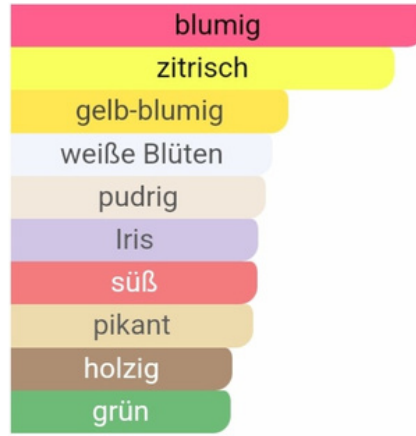 blumig
zitrisch
gelb-blumig
weiße Blüten
pudrig
Iris
süß
pikant
holzig
grün